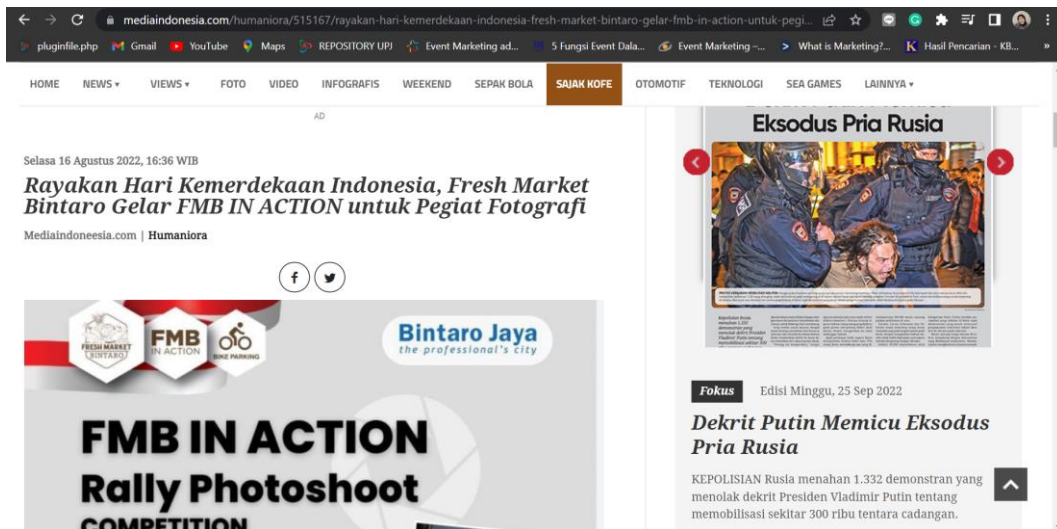 mediaindonesia.com/humaniora/515167/rayakan-hari-kemerdekaan-indonesia-fresh-market-bintaro-gelar-fmb-in-action-untuk-pegi...
pluginfile.php Gmail YouTube Maps REPOSITORY UPJ Event Marketing ad... 5 Fungsi Event Dala... Event Marketing –... What is Marketing?... Hasil Pencarian - KB... »
HOME NEWS VIEWS FOTO VIDEO INFOGRAFIS WEEKEND SEPAK BOLA SAJAK KOFE OTOMOTIF TEKNOLOGI SEA GAMES LAINNYA
AD
Selasa 16 Agustus 2022, 16:36 WIB
Rayakan Hari Kemerdekaan Indonesia, Fresh Market
Bintaro Gelar FMB IN ACTION untuk Pegiat Fotografi
Mediaindoneesia.com | Humaniora
FRESH MARKET
BINTARO
FMB
IN ACTION
BIKE PARKING
Bintaro Jaya
the professional's city
FMB IN ACTION
Rally Photoshoot
COMPETITION
Eksodus Pria Rusia
Fokus Edisi Minggu, 25 Sep 2022
Dekrit Putin Memicu Eksodus
Pria Rusia
KEPOLISIAN Rusia menahan 1.332 demonstran yang
menolak dekrit Presiden Vladimir Putin tentang
memobilisasi sekitar 300 ribu tentara cadangan.